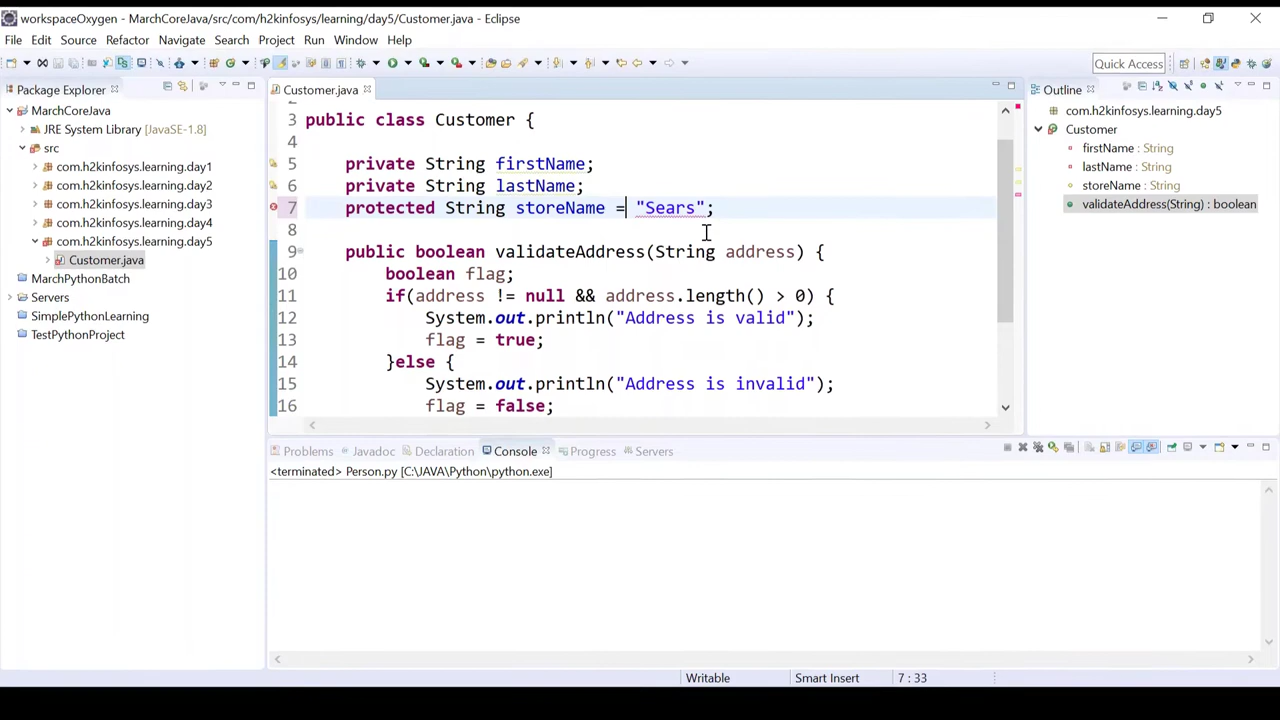 workspaceOxygen - MarchCoreJava/src/com/h2kinfosys/learning/day5/Customer.java - Eclipse
File Edit Source Refactor Navigate Search Project Run Window Help
Quick Access
Package Explorer
MarchCoreJava
JRE System Library [JavaSE-1.8]
src
com.h2kinfosys.learning.day1
com.h2kinfosys.learning.day2
com.h2kinfosys.learning.day3
com.h2kinfosys.learning.day4
com.h2kinfosys.learning.day5
Customer.java
MarchPythonBatch
Servers
SimplePythonLearning
TestPythonProject
Customer.java
3 public class Customer {
4
5 private String firstName;
6 private String lastName;
7 protected String storeName = "Sears";
8
9 public boolean validateAddress(String address) {
10 boolean flag;
11 if(address != null && address.length() > 0) {
12 System.out.println("Address is valid");
13 flag = true;
14 }else {
15 System.out.println("Address is invalid");
16 flag = false;
Outline
com.h2kinfosys.learning.day5
Customer
firstName : String
lastName : String
storeName : String
validateAddress(String) : boolean
Problems Javadoc Declaration Console Progress Servers
<terminated> Person.py [C:\JAVA\Python\python.exe]
Writable Smart Insert 7 : 33